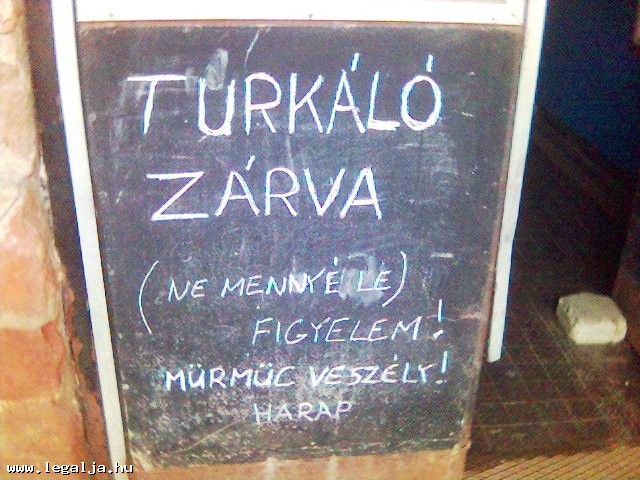 TURKÁLÓ
ZÁRVA
(NE MENNYÉ LE)
FIGYELEM!
MÜRMÜC VESZÉLY!
HARAP
www.legalja.hu